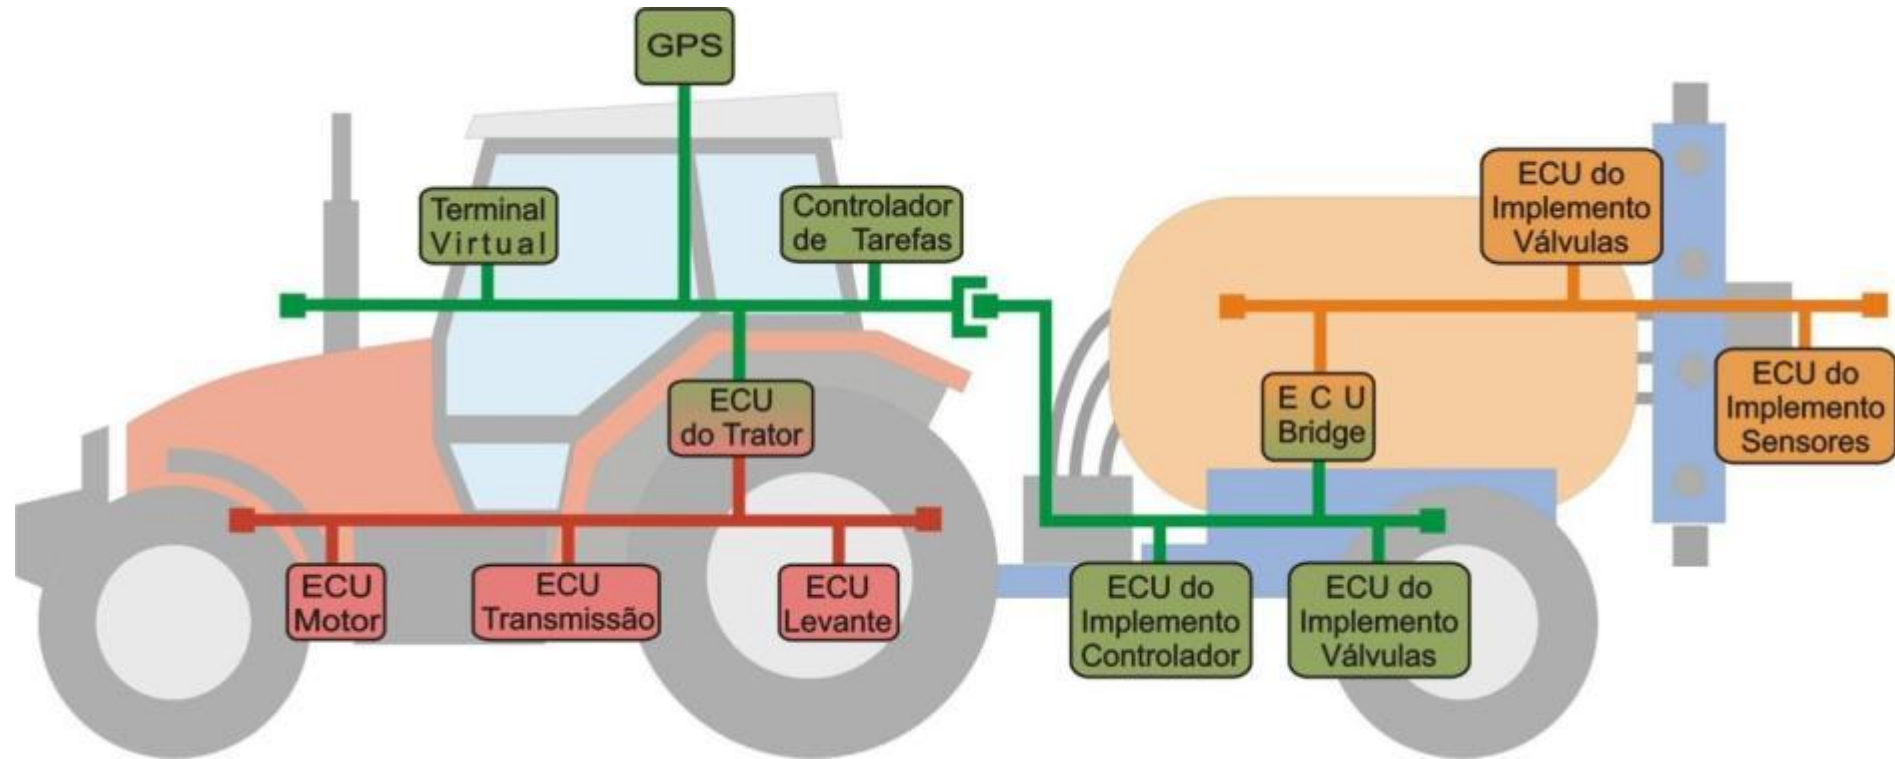 GPS
Terminal
Virtual
Controlador
de Tarefas
ECU do
Implemento
Válvulas
ECU
do Trator
ECU
Bridge
ECU do
Implemento
Sensores
ECU
Motor
ECU
Transmissão
ECU
Levante
ECU do
Implemento
Controlador
ECU do
Implemento
Válvulas